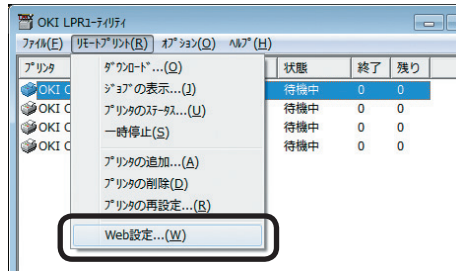 OKI LPRﾕｰﾃｨﾘﾃｨ
ﾌｧｲﾙ(F) ﾘﾓｰﾄﾌﾟﾘﾝﾄ(R) ｵﾌﾟｼｮﾝ(O) ﾍﾙﾌﾟ(H)
ﾌﾟﾘﾝﾀ 状態 終了 残り
OKI C 待機中 0 0
OKI C 待機中 0 0
OKI C 待機中 0 0
OKI C 待機中 0 0
ﾀﾞｳﾝﾛｰﾄﾞ...(O)
ｼﾞｮﾌﾞの表示...(J)
ﾌﾟﾘﾝﾀのｽﾃｰﾀｽ...(U)
一時停止(S)
ﾌﾟﾘﾝﾀの追加...(A)
ﾌﾟﾘﾝﾀの削除(D)
ﾌﾟﾘﾝﾀの再設定...(R)
Web設定...(W)